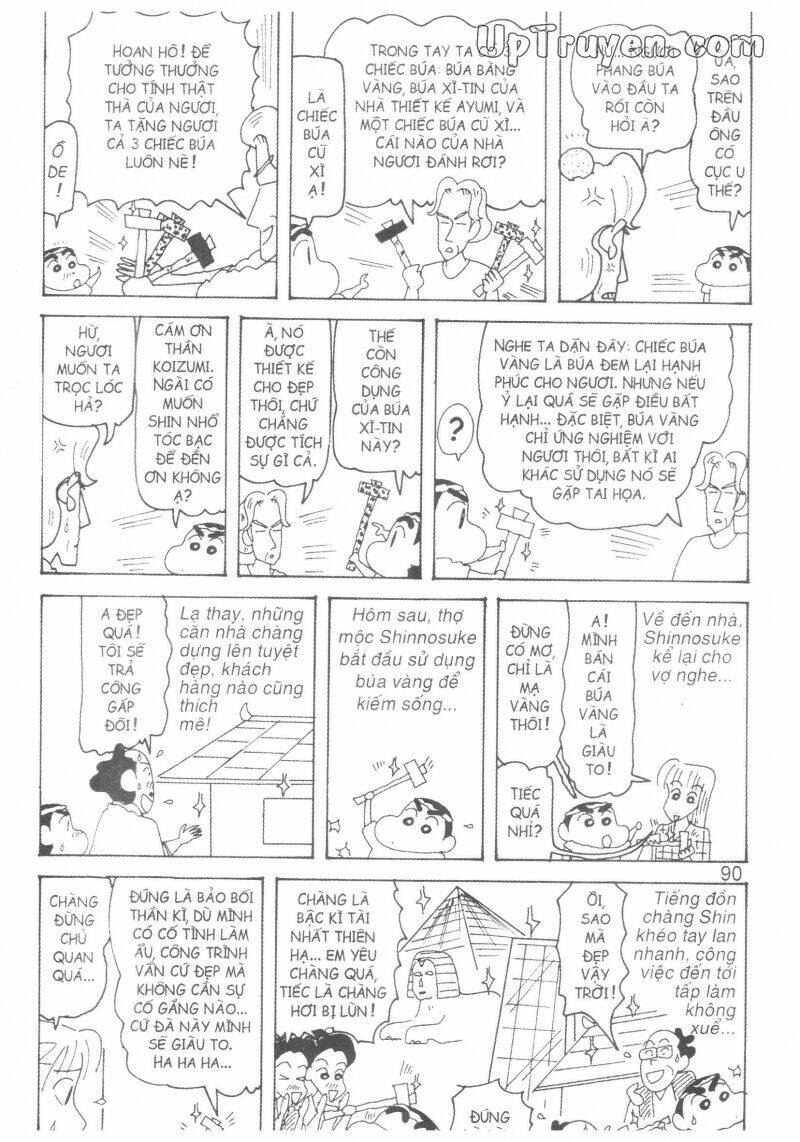 UpTruyen.com
ỦA, SAO
TRÊN
ĐẦU
ÔNG
CÓ
CỤC U
THẾ?
PHANG BÚA
VÀO ĐẦU TA
RỒI CÒN
HỎI À?
TRONG TAY TA CÓ 3
CHIẾC BÚA: BÚA BẰNG
VÀNG, BÚA XÌ-TIN CỦA
NHÀ THIẾT KẾ AYUMI, VÀ
MỘT CHIẾC BÚA CŨ XÌ...
CÁI NÀO CỦA NHÀ
NGƯƠI ĐÁNH RƠI?
LÀ
CHIẾC
BÚA
CŨ XÌ
Ạ!
HOAN HÔ! ĐỂ
TƯỞNG THƯỞNG
CHO TÍNH THẬT
THÀ CỦA NGƯƠI,
TA TẶNG NGƯƠI
CẢ 3 CHIẾC BÚA
LUÔN NÈ!
Ồ
DE!
NGHE TA DẶN ĐÂY: CHIẾC BÚA
VÀNG LÀ BÚA ĐEM LẠI HẠNH
PHÚC CHO NGƯƠI. NHƯNG NẾU
Ỷ LẠI QUÁ SẼ GẶP ĐIỀU BẤT
HẠNH... ĐẶC BIỆT, BÚA VÀNG
CHỈ ỨNG NGHIỆM VỚI
NGƯƠI THÔI, BẤT KÌ AI
KHÁC SỬ DỤNG NÓ SẼ
GẶP TAI HỌA.
?
THẾ
CÒN
CÔNG
DỤNG
CỦA BÚA
XÌ-TIN
NÀY?
À, NÓ
ĐƯỢC
THIẾT KẾ
CHO ĐẸP
THÔI, CHỨ
CHẲNG
ĐƯỢC TÍCH
SỰ GÌ CẢ.
CÁM ƠN
THẦN
KOIZUMI.
NGÀI CÓ
MUỐN
SHIN NHỔ
TÓC BẠC
ĐỂ ĐỀN
ƠN KHÔNG
Ạ?
HỪ,
NGƯƠI
MUỐN TA
TRỌC LỐC
HẢ?
Về đến nhà,
Shinnosuke
kể lại cho
vợ nghe...
A!
MÌNH
BÁN
CÁI
BÚA
VÀNG
LÀ
GIÀU TO!
ĐỪNG
CÓ MƠ,
CHỈ LÀ
MẠ
VÀNG
THÔI!
TIẾC
QUÁ
NHỈ?
Hôm sau, thợ
mộc Shinnosuke
bắt đầu sử dụng
búa vàng để
kiếm sống...
Lạ thay, những
căn nhà chàng
dựng lên tuyệt
đẹp, khách
hàng nào cũng
thích
mê!
A ĐẸP
QUÁ!
TÔI SẼ
TRẢ
CÔNG
GẤP
ĐÔI!
90
Tiếng đồn
chàng Shin
khéo tay lan
nhanh, công
việc đến tới
tấp làm
không
xuể...
ÔI,
SAO
MÀ
ĐẸP
VẬY
TRỜI!
CHÀNG LÀ
BẬC KÌ TÀI
NHẤT THIÊN
HẠ... EM YÊU
CHÀNG QUÁ,
TIẾC LÀ CHÀNG
HƠI BỊ LÙN!
ĐÚNG
ĐÚNG LÀ BẢO BỐI
THẦN KÌ, DÙ MÌNH
CÓ CỐ TÌNH LÀM
ẨU, CÔNG TRÌNH
VẪN CỨ ĐẸP MÀ
KHÔNG CẦN SỰ
CỐ GẮNG NÀO...
CỨ ĐÀ NÀY MÌNH
SẼ GIÀU TO.
HA HA HA...
CHÀNG
ĐỪNG
CHỦ
QUAN
QUÁ...